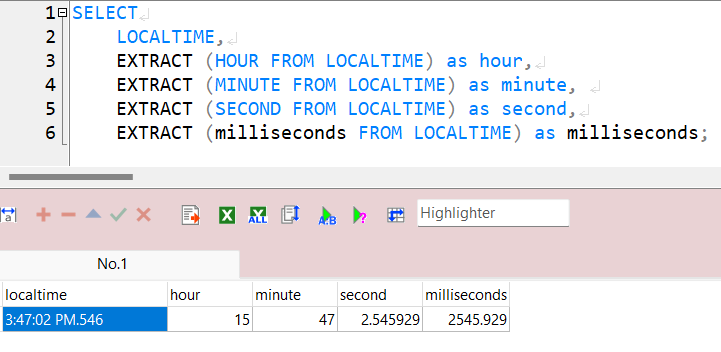 1 SELECT
2 LOCALTIME,
3 EXTRACT (HOUR FROM LOCALTIME) as hour,
4 EXTRACT (MINUTE FROM LOCALTIME) as minute,
5 EXTRACT (SECOND FROM LOCALTIME) as second,
6 EXTRACT (milliseconds FROM LOCALTIME) as milliseconds;
a X ALL A:B ? Highlighter
No.1
localtime hour minute second milliseconds
3:47:02 PM.546 15 47 2.545929 2545.929